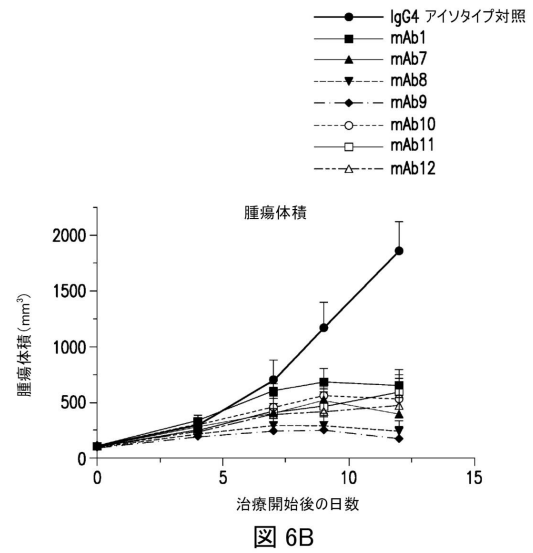 IgG4 アイソタイプ対照
mAb1
mAb7
mAb8
mAb9
mAb10
mAb11
mAb12
腫瘍体積
2000
1500
1000
500
0
腫瘍体積(mm³)
0 5 10 15
治療開始後の日数
図 6B